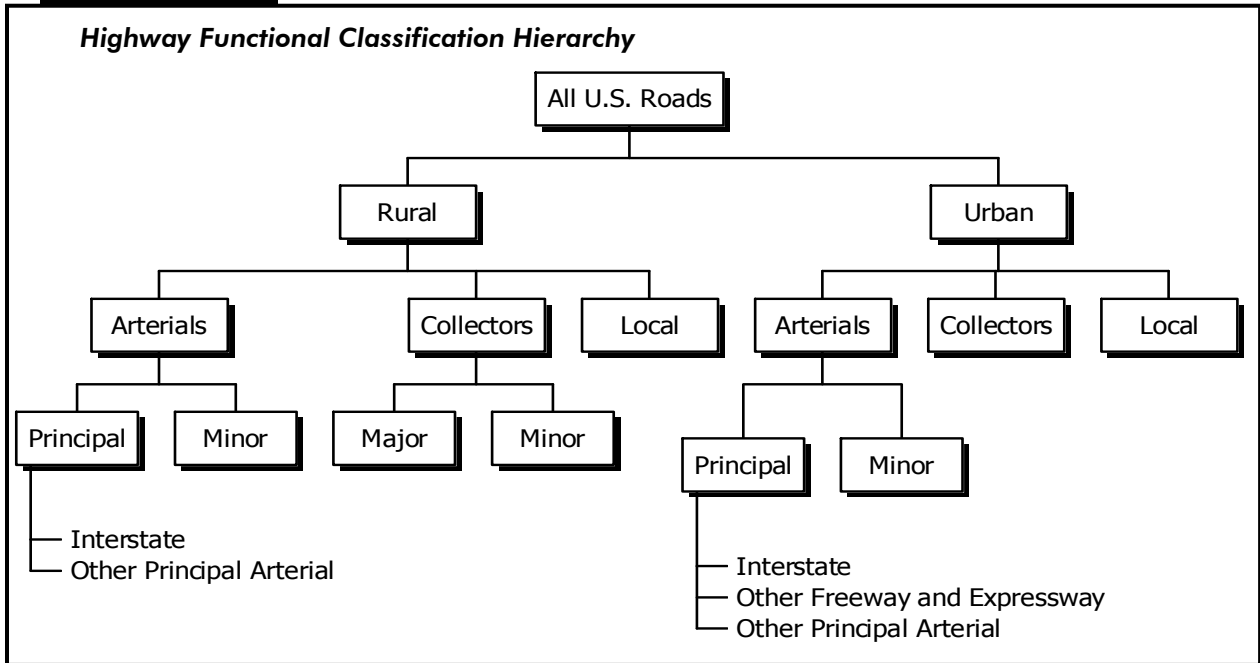 Highway Functional Classification Hierarchy
All U.S. Roads
Rural
Urban
Arterials
Collectors
Local
Arterials
Collectors
Local
Principal
Minor
Major
Minor
Principal
Minor
Interstate
Other Principal Arterial
Interstate
Other Freeway and Expressway
Other Principal Arterial